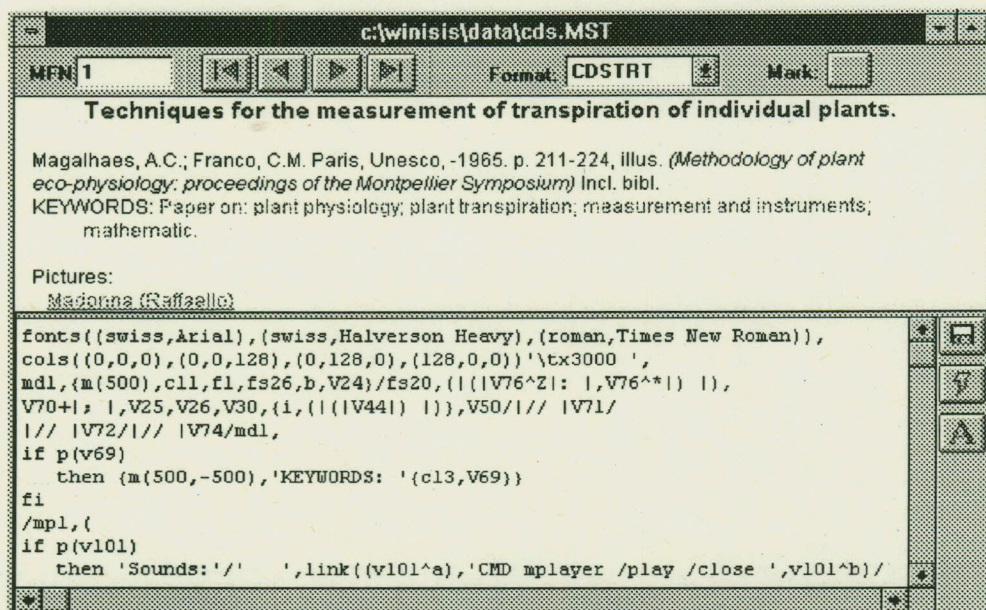 c:\winisis\data\cds.MST
MFN: 1 Format: CDSTRT Mark:
Techniques for the measurement of transpiration of individual plants.
Magalhaes, A.C.; Franco, C.M. Paris, Unesco, -1965. p. 211-224, illus. (Methodology of plant
eco-physiology: proceedings of the Montpellier Symposium) Incl. bibl.
KEYWORDS: Paper on: plant physiology; plant transpiration; measurement and instruments;
mathematic.
Pictures:
Madonna (Raffaello)
fonts((swiss,Arial),(swiss,Halverson Heavy),(roman,Times New Roman)),
cols((0,0,0),(0,0,128),(0,128,0),(128,0,0))'\tx3000 ',
mdl,{m(500),cl1,f1,fs26,b,V24}/fs20,(|(|V76^Z|: |,V76^*|) |),
V70+|; |,V25,V26,V30,{i,(|(|V44|) |)},V50/|// |V71/
|// |V72/|// |V74/mdl,
if p(v69)
then {m(500,-500),'KEYWORDS: '{cl3,V69}}
fi
/mpl,(
if p(v101)
then 'Sounds:'/' ',link((v101^a),'CMD mplayer /play /close ',v101^b)/
A